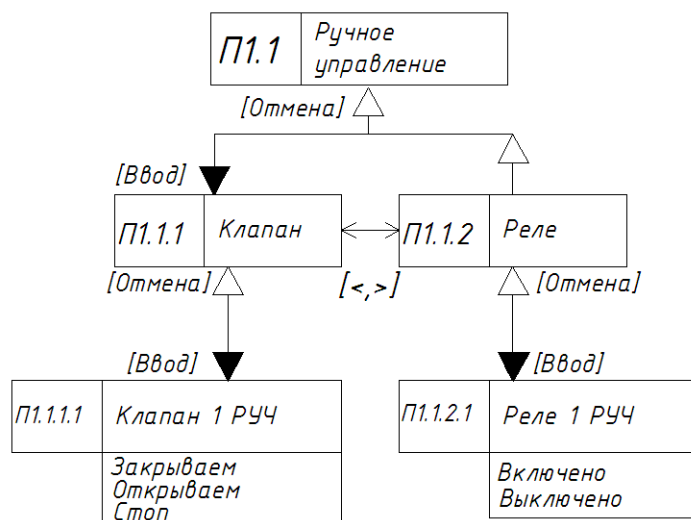 П1.1
Ручное
управление
[Отмена]
[Ввод]
П1.1.1
Клапан
П1.1.2
Реле
[Отмена]
[<,>]
[Отмена]
[Ввод]
[Ввод]
П1.1.1.1
Клапан 1 РУЧ
П1.1.2.1
Реле 1 РУЧ
Закрываем
Открываем
Стоп
Включено
Выключено